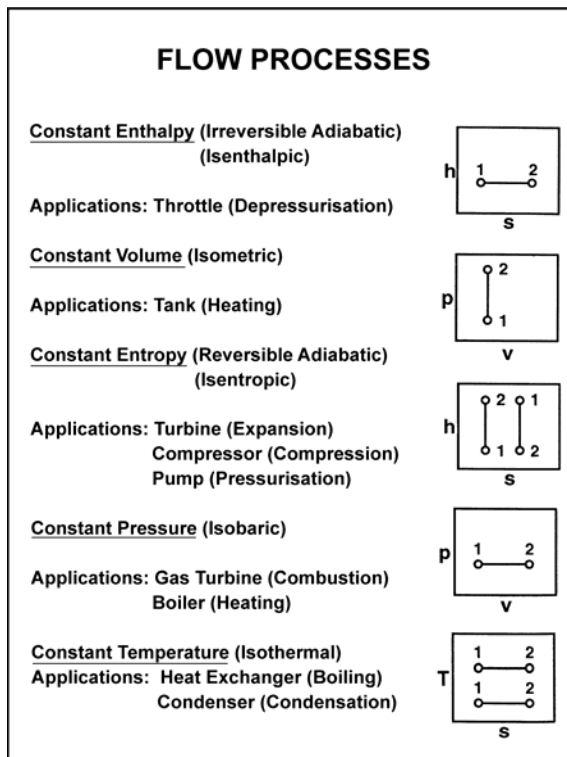 FLOW PROCESSES
Constant Enthalpy (Irreversible Adiabatic)
(Isenthalpic)
h
1 2
s
Applications: Throttle (Depressurisation)
Constant Volume (Isometric)
p
2
1
v
Applications: Tank (Heating)
Constant Entropy (Reversible Adiabatic)
(Isentropic)
h
2 1
1 2
s
Applications: Turbine (Expansion)
Compressor (Compression)
Pump (Pressurisation)
Constant Pressure (Isobaric)
p
1 2
v
Applications: Gas Turbine (Combustion)
Boiler (Heating)
Constant Temperature (Isothermal)
Applications: Heat Exchanger (Boiling)
Condenser (Condensation)
T
1 2
1 2
s